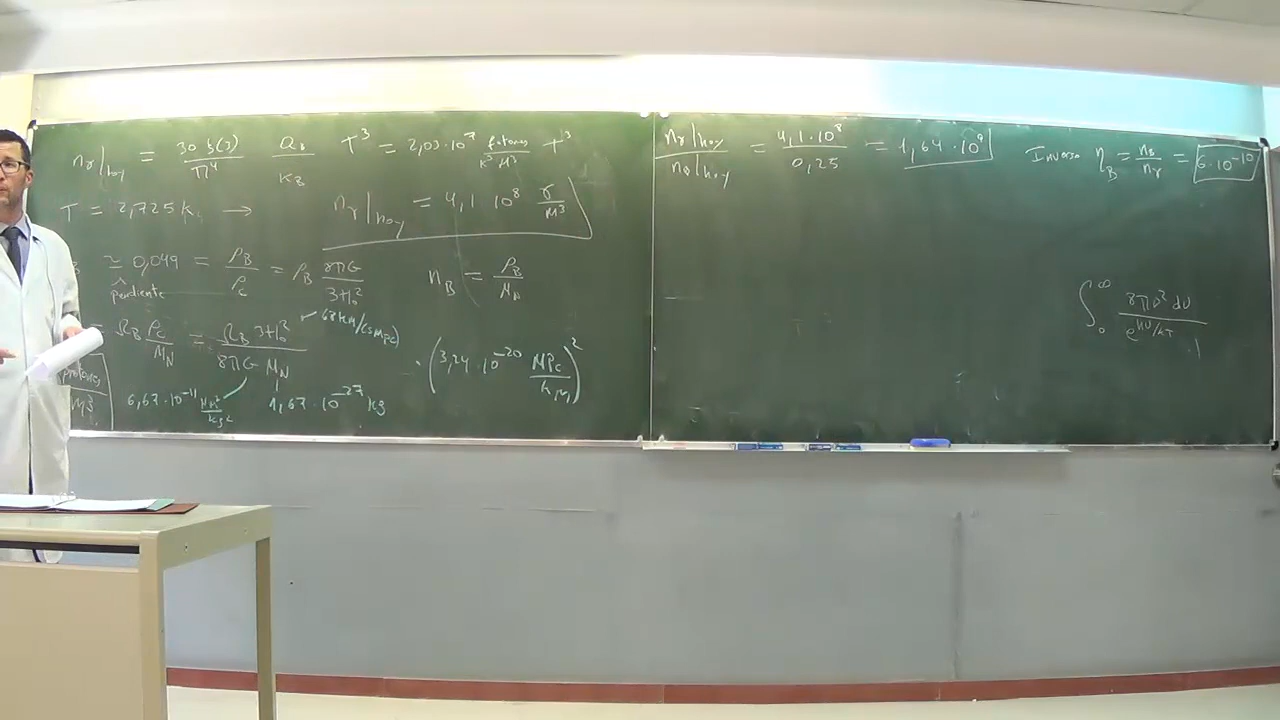 nγ|hoy = 30 ζ(3)/π⁴ a_B/k_B T³ = 2,03·10⁷ fotones/K³ M³ T³
T = 2,725 K → nγ|hoy = 4,1 10⁸ γ/M³
≃ 0,049 = ρ_B/ρ_c = ρ_B 8πG/3H₀² n_B = ρ_B/M_N
pendiente
= Ω_B ρ_c/M_N = Ω_B 3H₀²/8πG M_N 68 km/(s Mpc)
· (3,24·10⁻²⁰ MPc/km)²
protones/M³ 6,67·10⁻¹¹ NM²/kg² 1,67·10⁻²⁷ kg
nγ|hoy/n_B|hoy = 4,1·10⁸/0,25 = 1,64·10⁹ Inverso η_B = n_B/nγ = 6·10⁻¹⁰
∫₀^∞ 8πν² dν/e^(hν/kT) - 1